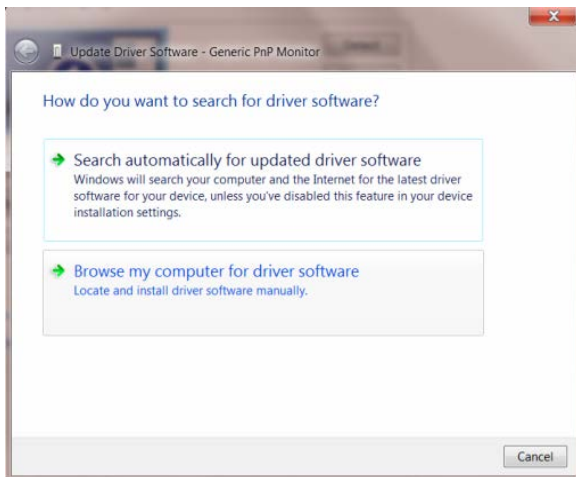 Update Driver Software - Generic PnP Monitor
How do you want to search for driver software?
Search automatically for updated driver software
Windows will search your computer and the Internet for the latest driver
software for your device, unless you've disabled this feature in your device
installation settings.
Browse my computer for driver software
Locate and install driver software manually.
Cancel